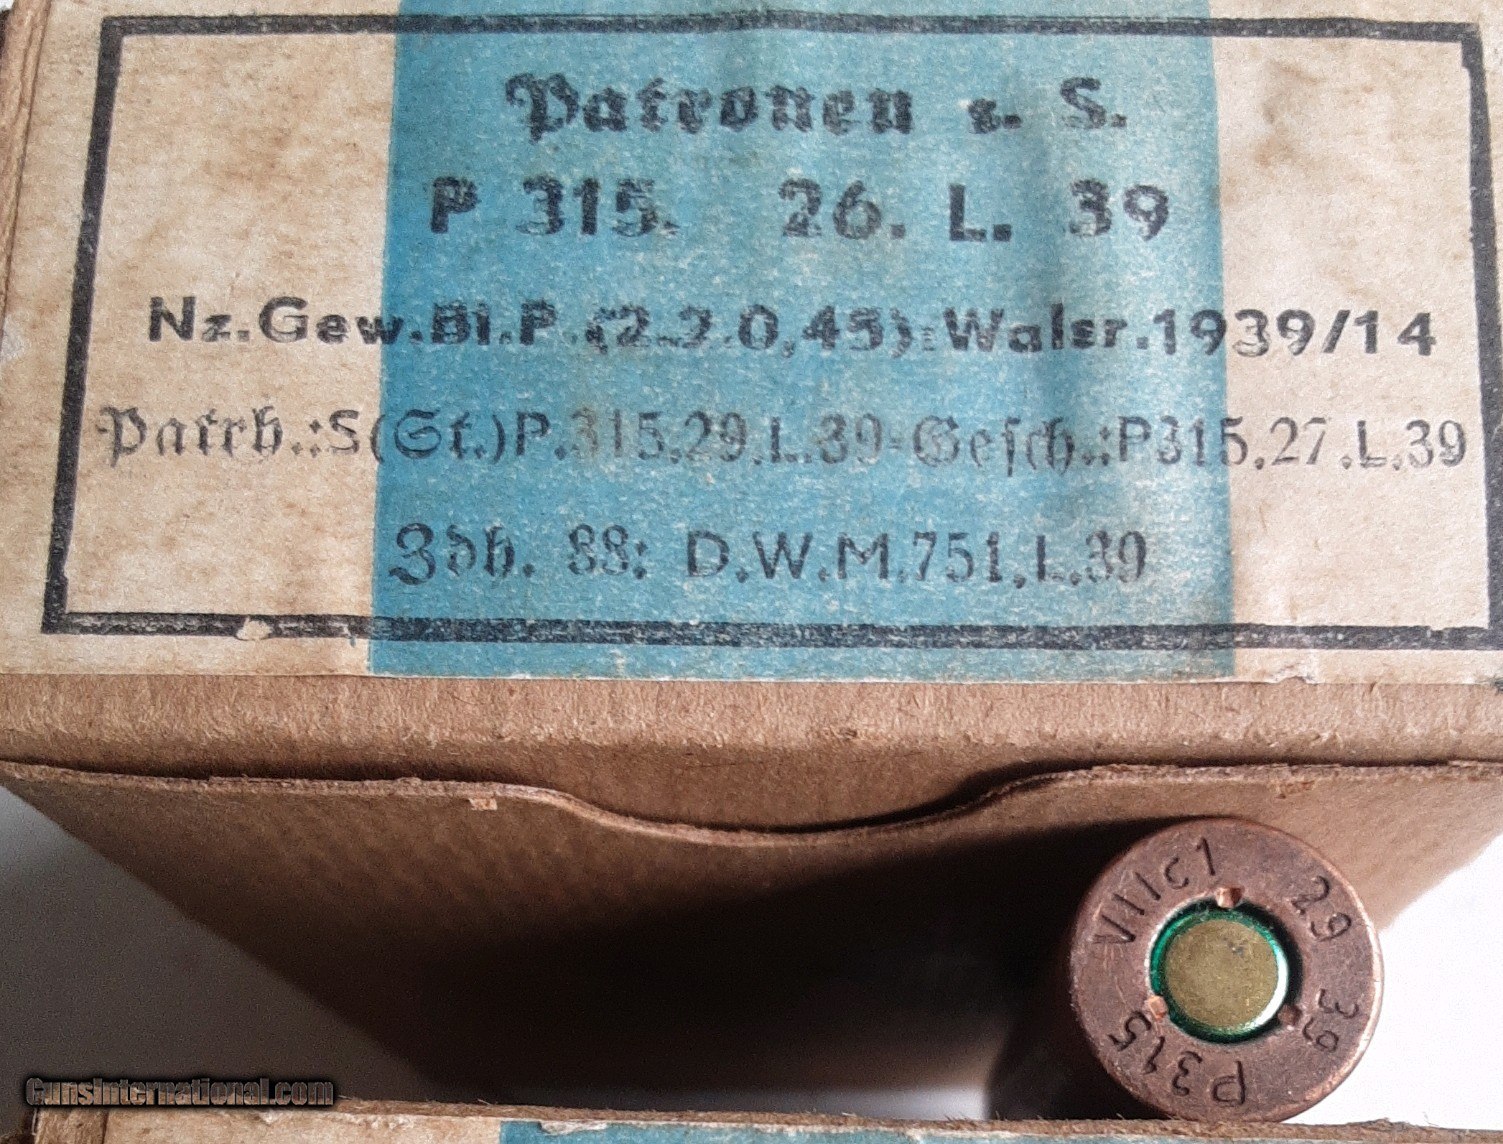 Patronen s. S.
P 315. 26. L. 39
Nz.Gew.Bl.P.(2.2.0,45):Walsr.1939/14
Patrh.:S(St.)P.315.29.L.39-Gesch.:P315.27.L.39
Zdh. 88: D.W.M.751.L.39
VIIIc1 29 39 P315
GunsInternational.com